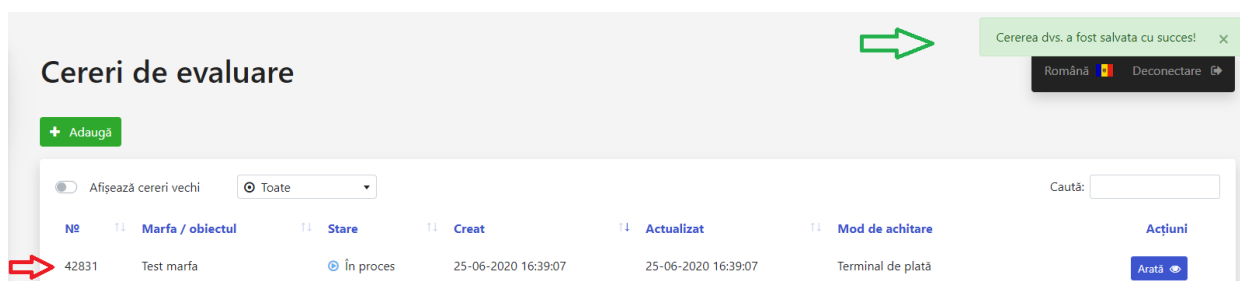 Cererea dvs. a fost salvata cu succes! ×
Cereri de evaluare
Română Deconectare
+ Adaugă
Afișează cereri vechi Toate Caută:
№ Marfa / obiectul Stare Creat Actualizat Mod de achitare Acțiuni
42831 Test marfa În proces 25-06-2020 16:39:07 25-06-2020 16:39:07 Terminal de plată Arată